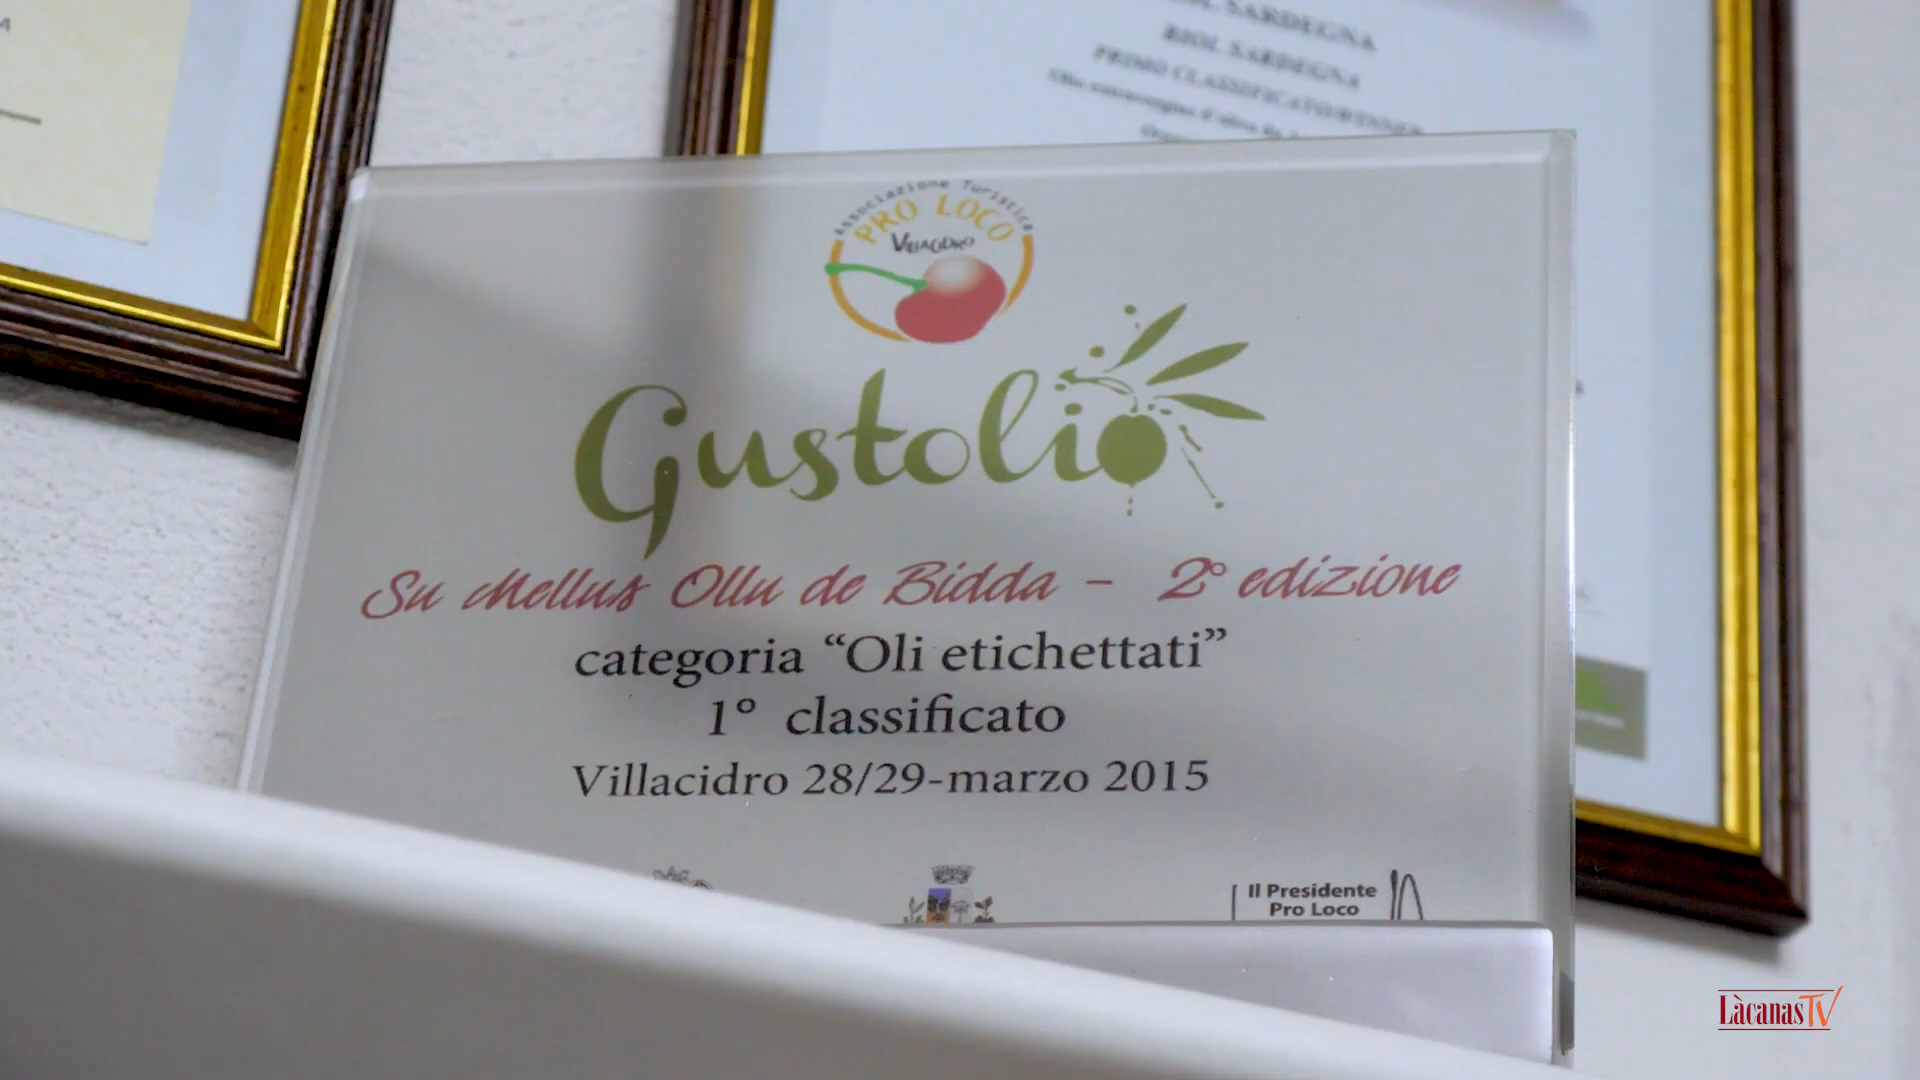 BIOL SARDEGNA
PRIMO CLASSIFICATO/WINNER
Associazione Turistica
PRO LOCO
VILLACIDRO
Gustolio
Su Mellus Ollu de Bidda - 2° edizione
categoria “Oli etichettati”
1° classificato
Villacidro 28/29-marzo 2015
Il Presidente
Pro Loco
LàcanasTV